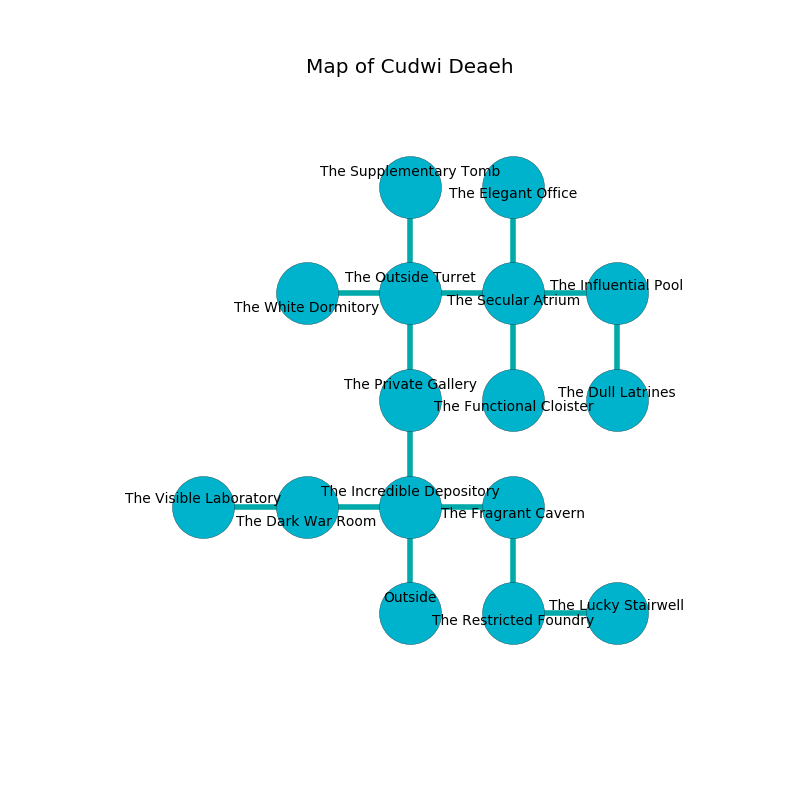 Map of Cudwi Deaeh
The Supplementary Tomb
The Elegant Office
The Outside Turret
The Influential Pool
The White Dormitory
The Secular Atrium
The Private Gallery
The Dull Latrines
The Functional Cloister
The Incredible Depository
The Visible Laboratory
The Fragrant Cavern
The Dark War Room
Outside
The Lucky Stairwell
The Restricted Foundry